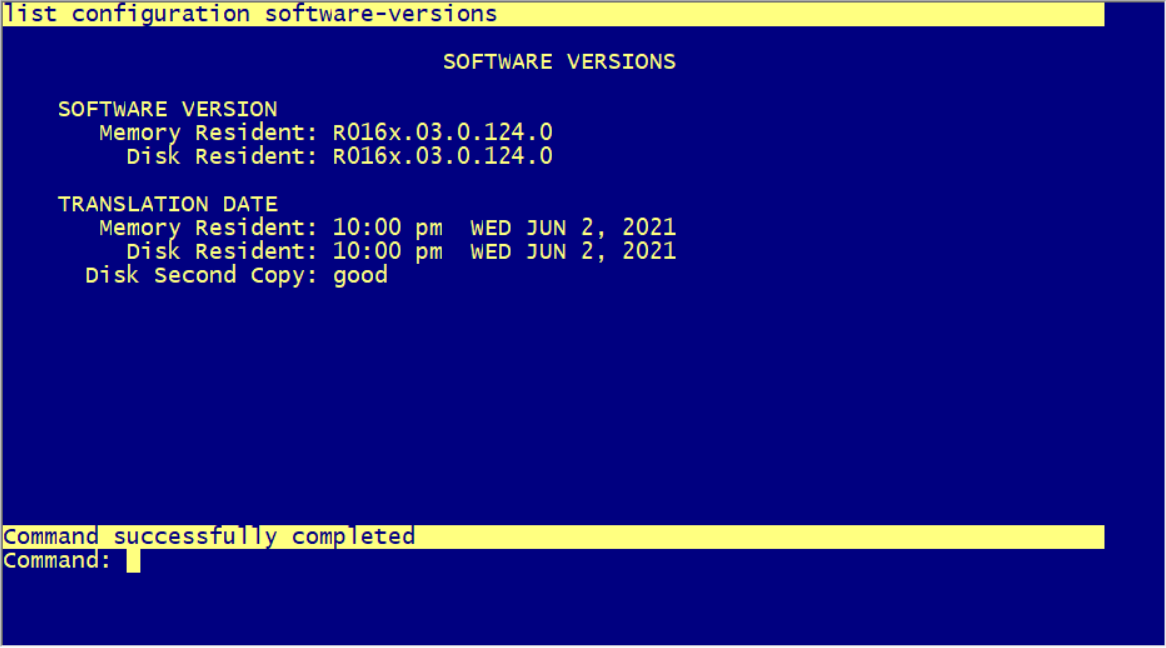 list configuration software-versions
SOFTWARE VERSIONS
SOFTWARE VERSION
Memory Resident: R016x.03.0.124.0
Disk Resident: R016x.03.0.124.0
TRANSLATION DATE
Memory Resident: 10:00 pm WED JUN 2, 2021
Disk Resident: 10:00 pm WED JUN 2, 2021
Disk Second Copy: good
Command successfully completed
Command: